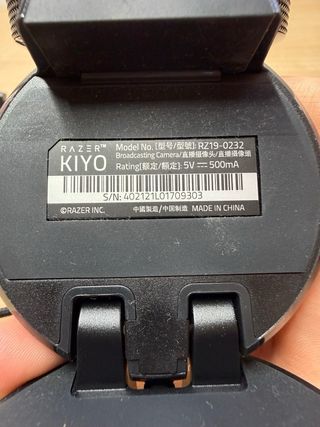 RAZER™
KIYO
Model No. [型号/型號]: RZ19-0232
Broadcasting Camera/直播摄像头/直播攝像頭
Rating[额定/額定]: 5V ⎓ 500mA
S/N: 402121L01709303
©RAZER INC. 中國製造/中国制造 MADE IN CHINA